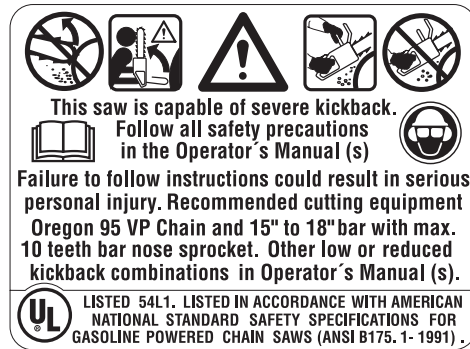 This saw is capable of severe kickback.
Follow all safety precautions
in the Operator´s Manual (s)
Failure to follow instructions could result in serious
personal injury. Recommended cutting equipment
Oregon 95 VP Chain and 15" to 18" bar with max.
10 teeth bar nose sprocket. Other low or reduced
kickback combinations in Operator´s Manual (s).
UL
LISTED 54L1. LISTED IN ACCORDANCE WITH AMERICAN
NATIONAL STANDARD SAFETY SPECIFICATIONS FOR
GASOLINE POWERED CHAIN SAWS (ANSI B175. 1- 1991) .